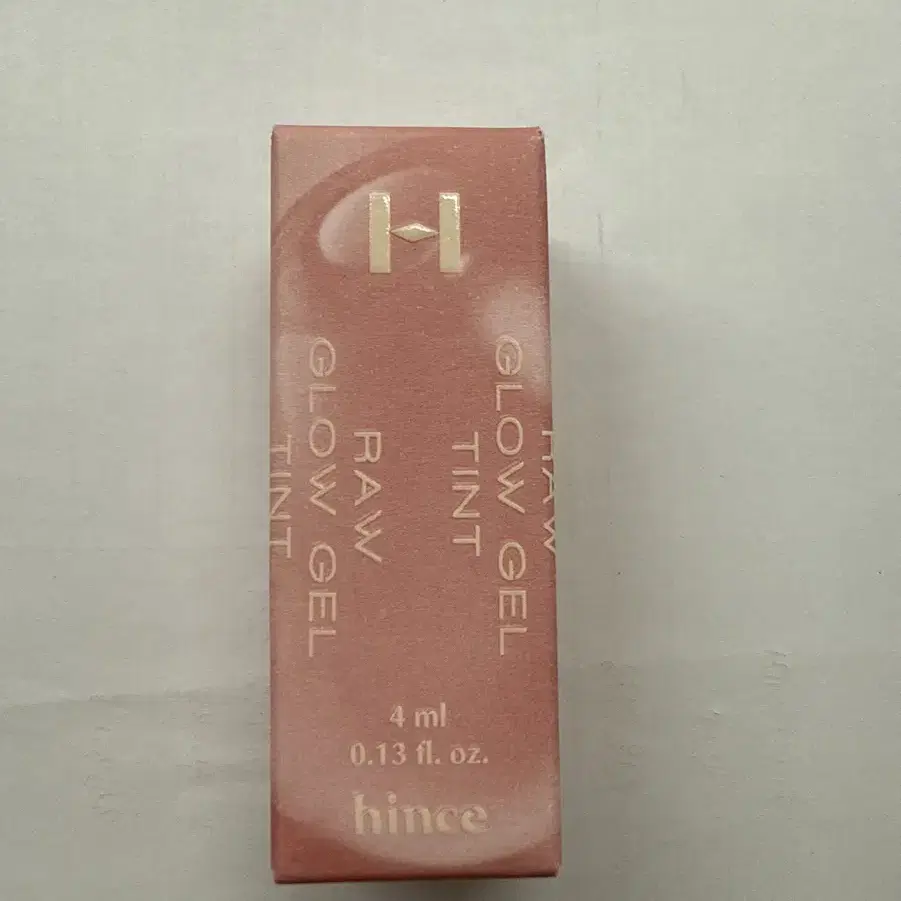 H
RAW
GLOW GEL
TINT
RAW
GLOW GEL
TINT
4 ml
0.13 fl. oz.
hince